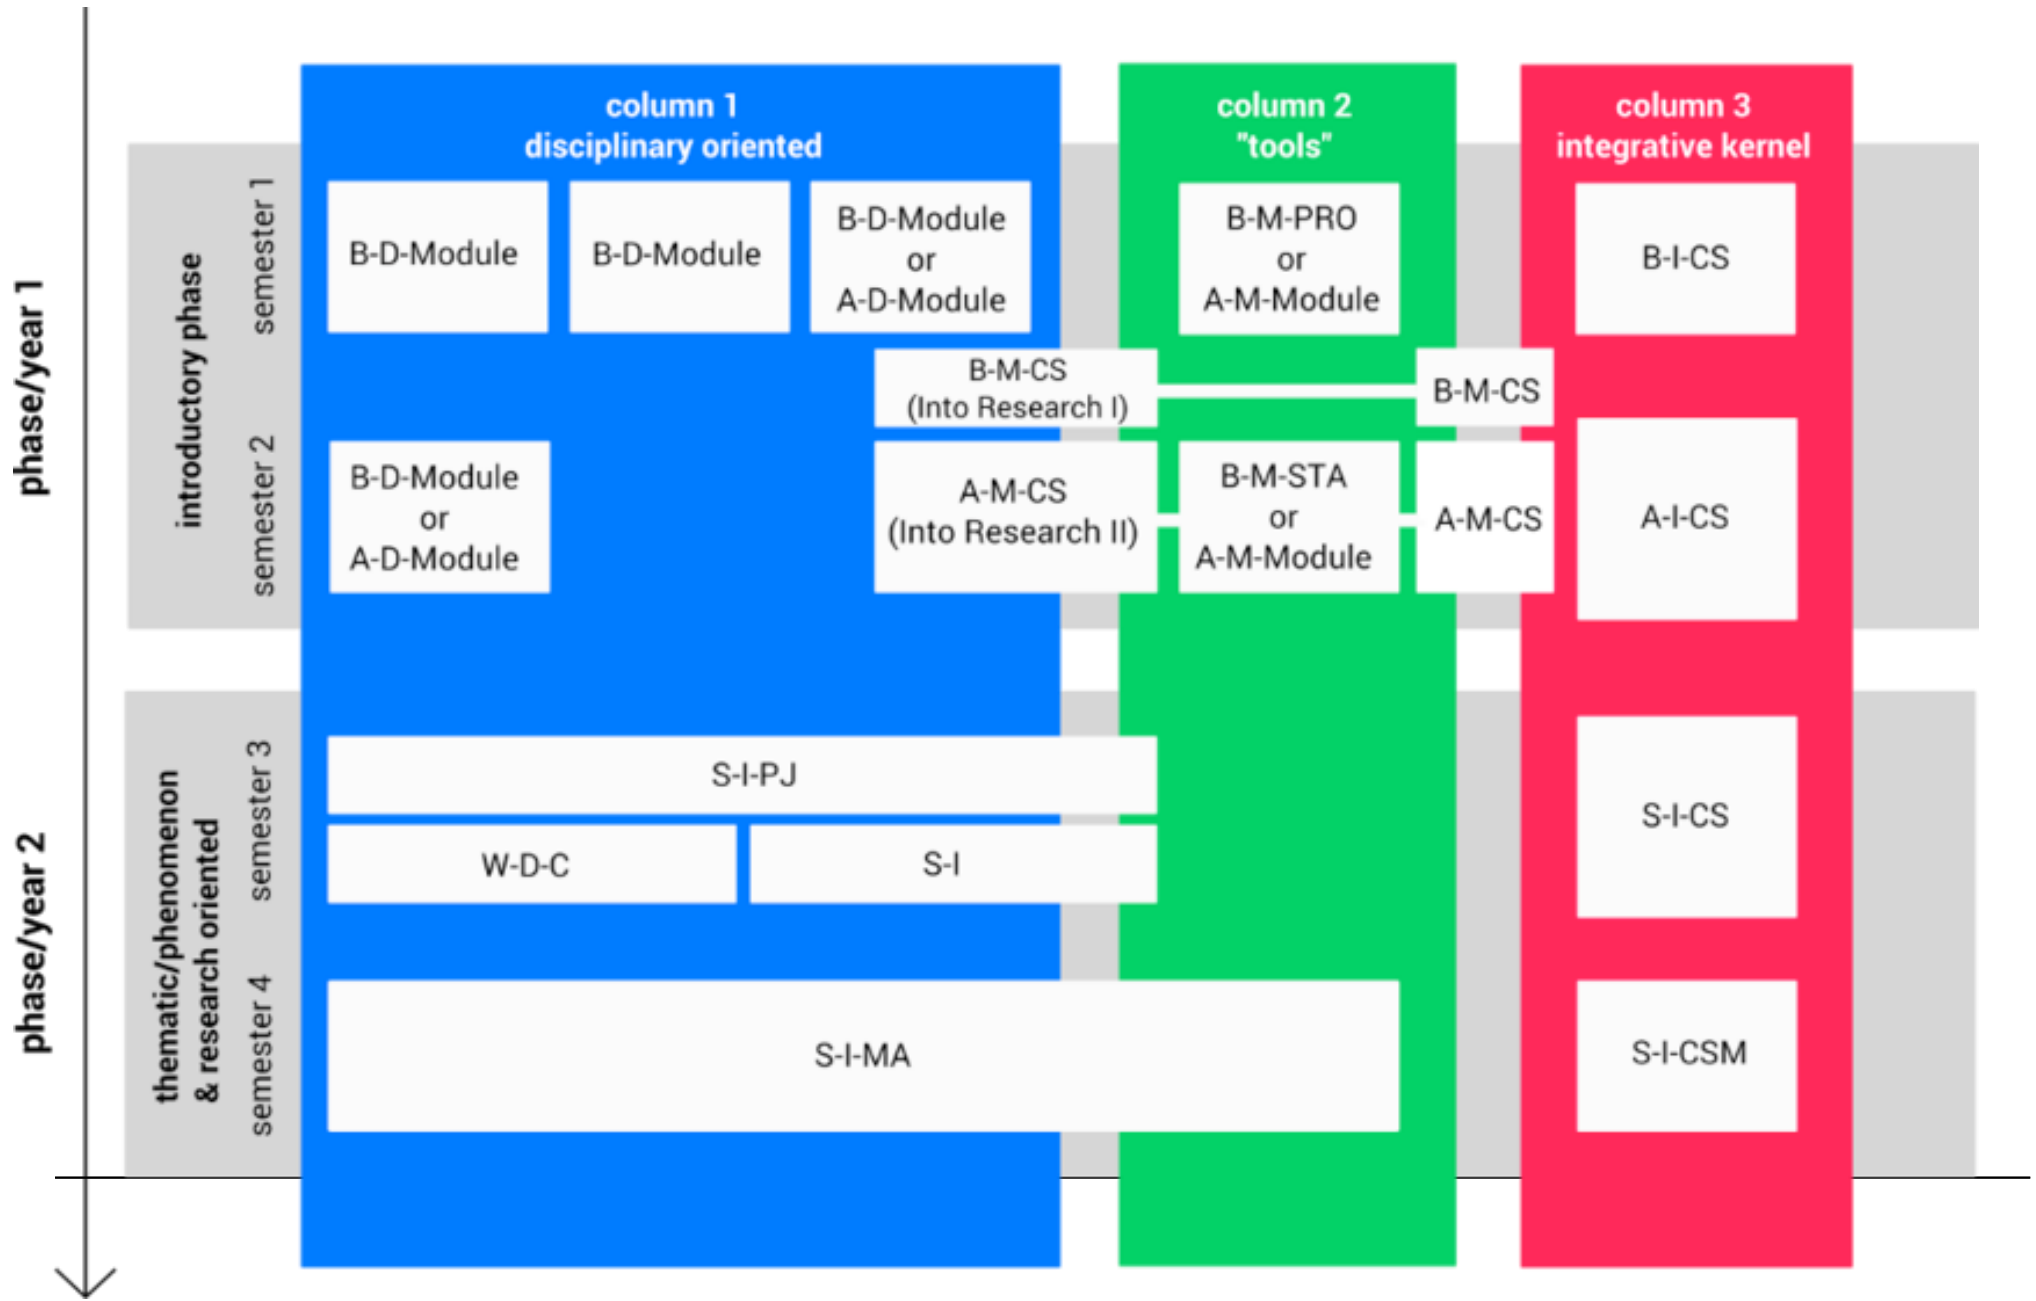 column 1
disciplinary oriented
column 2
"tools"
column 3
integrative kernel
phase/year 1
introductory phase
semester 1
B-D-Module
B-D-Module
B-D-Module
or
A-D-Module
B-M-PRO
or
A-M-Module
B-I-CS
B-M-CS
(Into Research I)
B-M-CS
semester 2
B-D-Module
or
A-D-Module
A-M-CS
(Into Research II)
B-M-STA
or
A-M-Module
A-M-CS
A-I-CS
phase/year 2
thematic/phenomenon
& research oriented
semester 3
S-I-PJ
W-D-C
S-I
S-I-CS
semester 4
S-I-MA
S-I-CSM